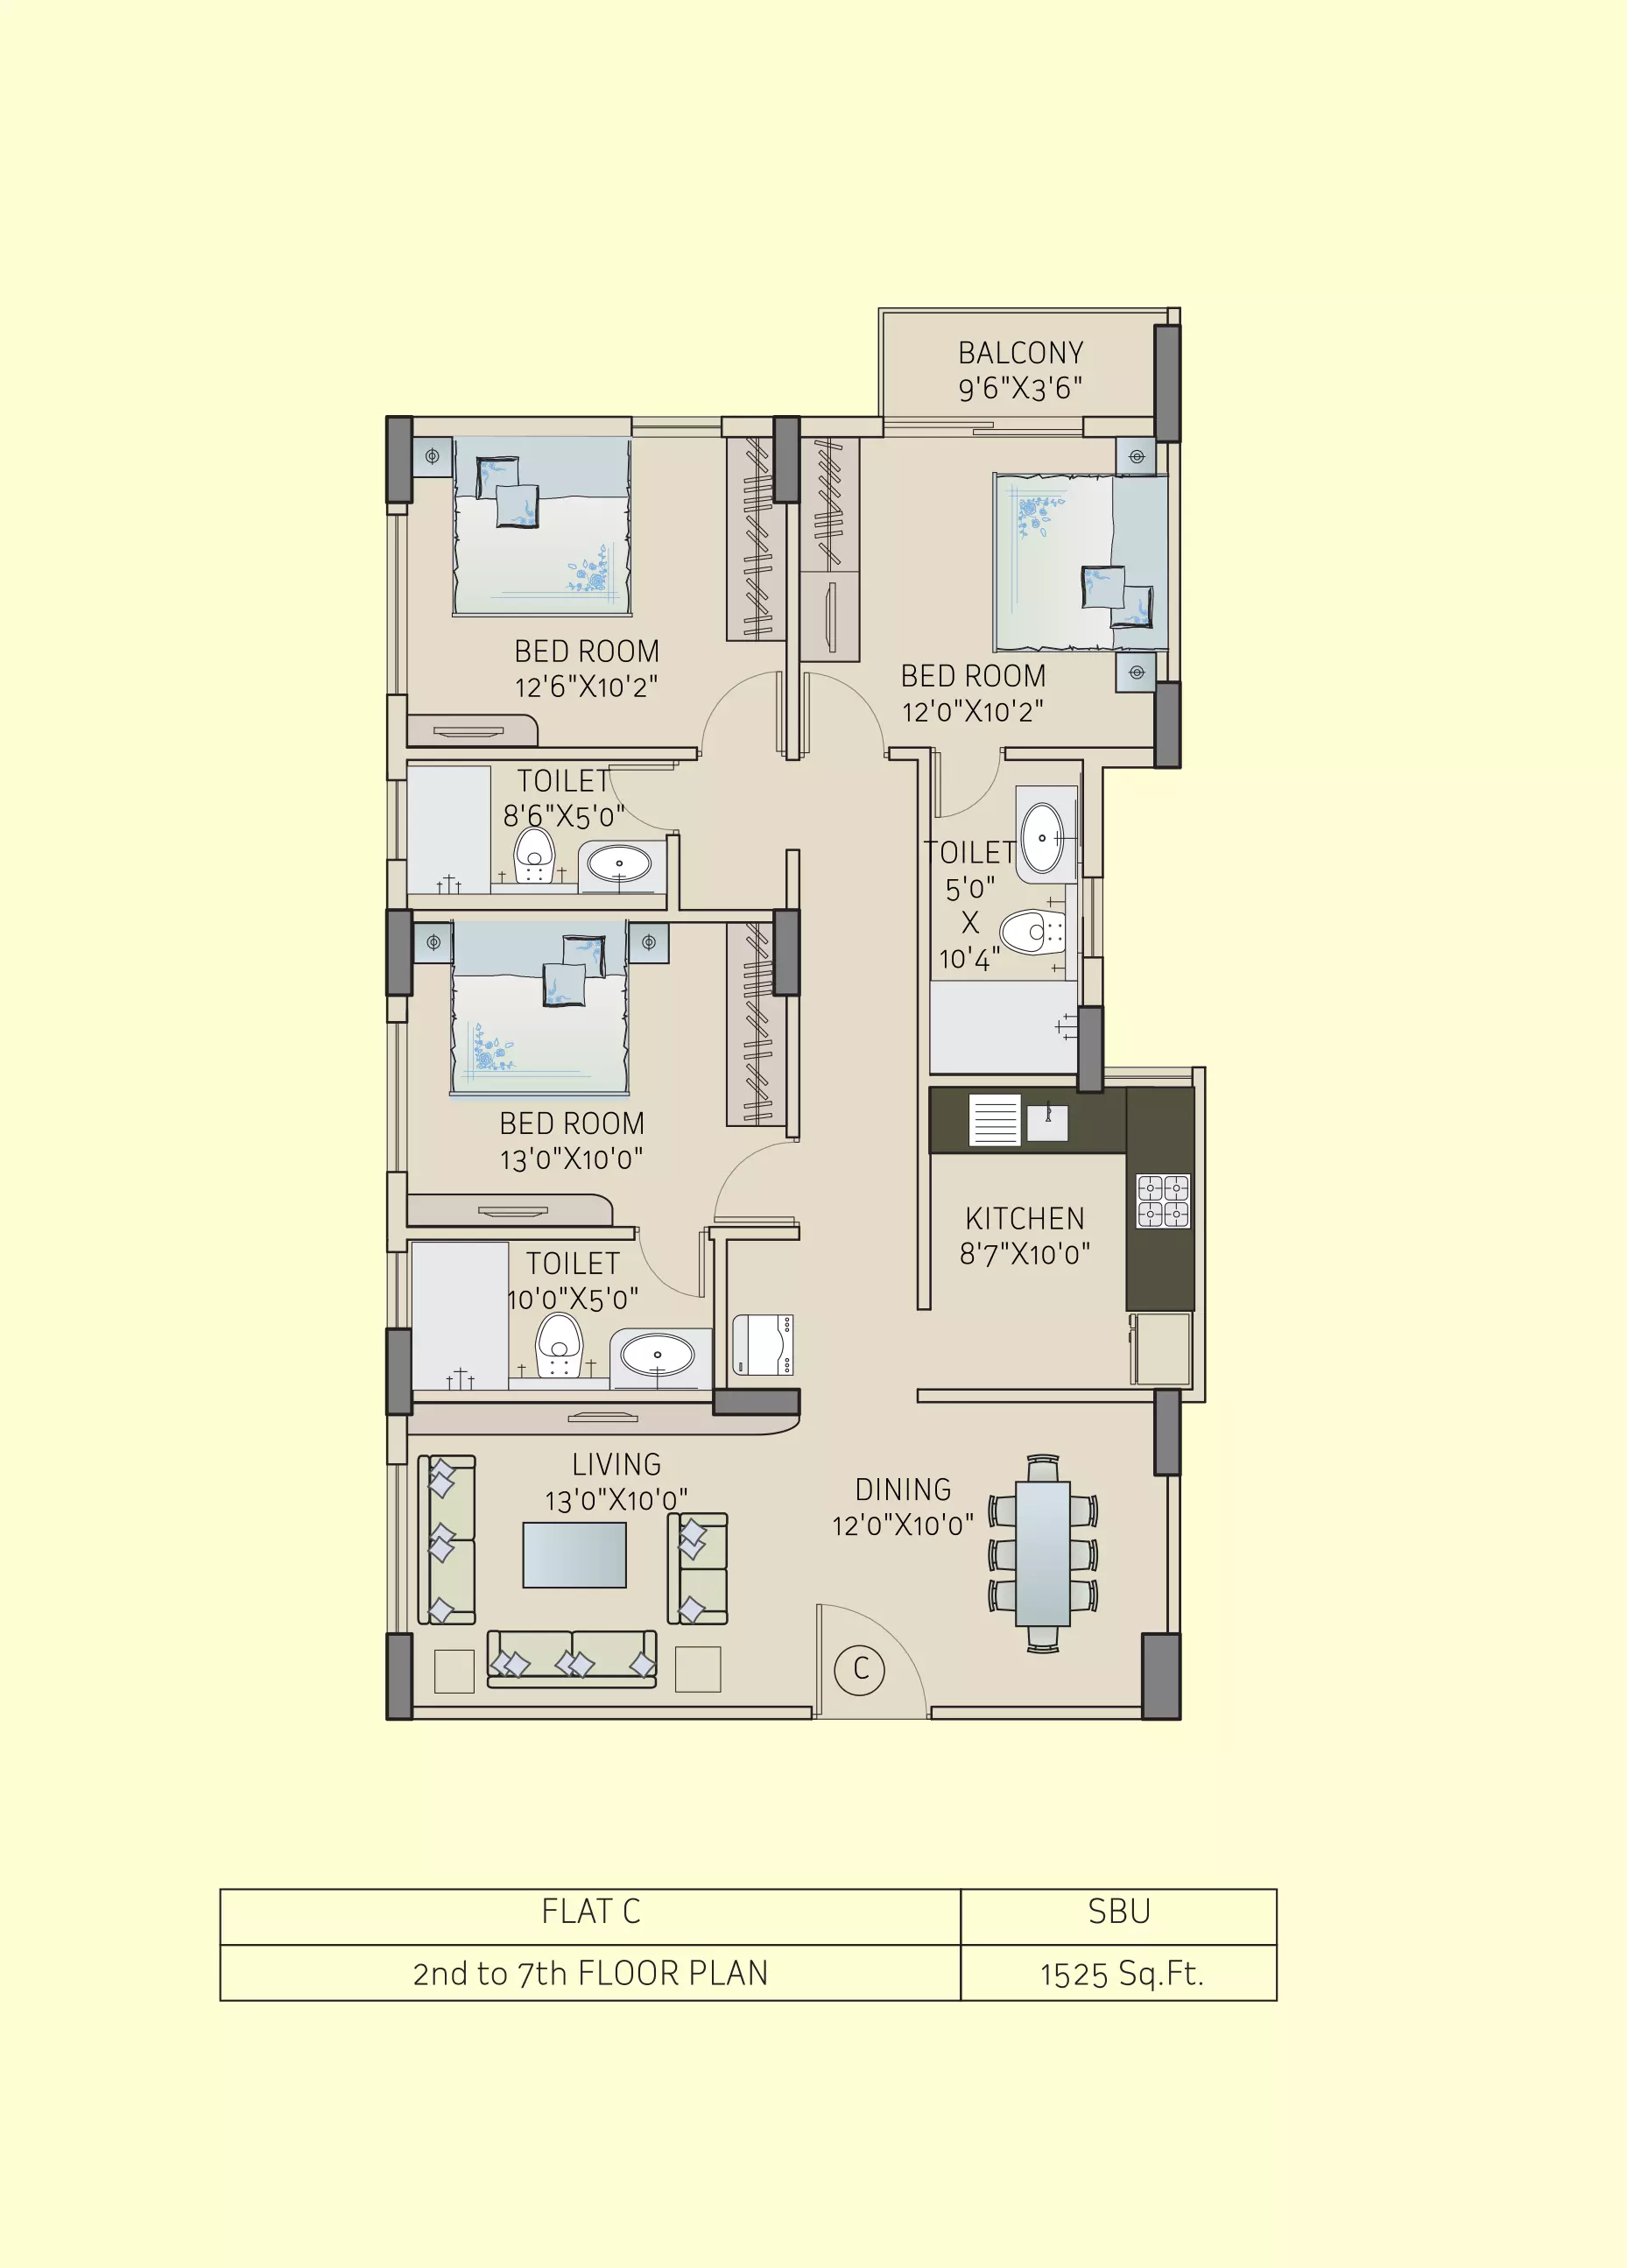 BALCONY
9'6"X3'6"
BED ROOM
12'6"X10'2"
BED ROOM
12'0"X10'2"
TOILET
8'6"X5'0"
TOILET
5'0"
X
10'4"
BED ROOM
13'0"X10'0"
KITCHEN
8'7"X10'0"
TOILET
10'0"X5'0"
LIVING
13'0"X10'0"
DINING
12'0"X10'0"
C
FLAT C
SBU
2nd to 7th FLOOR PLAN
1525 Sq.Ft.